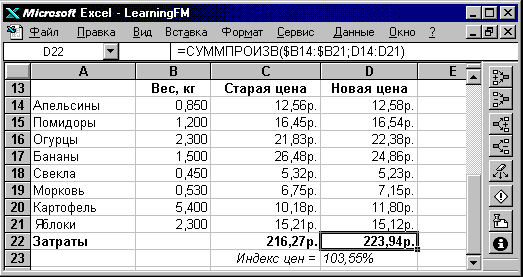 Microsoft Excel - LearningFM
Файл Правка Вид Вставка Формат Сервис Данные Окно ?
D22 =СУММПРОИЗВ($B14:$B21;D14:D21)
A B C D E
13 Вес, кг Старая цена Новая цена
14 Апельсины 0,850 12,56р. 12,58р.
15 Помидоры 1,200 16,45р. 16,54р.
16 Огурцы 2,300 21,83р. 22,38р.
17 Бананы 1,500 26,48р. 24,86р.
18 Свекла 0,450 5,32р. 5,23р.
19 Морковь 0,530 6,75р. 7,15р.
20 Картофель 5,400 10,18р. 11,80р.
21 Яблоки 2,300 15,21р. 15,12р.
22 Затраты 216,27р. 223,94р.
23 Индекс цен = 103,55%